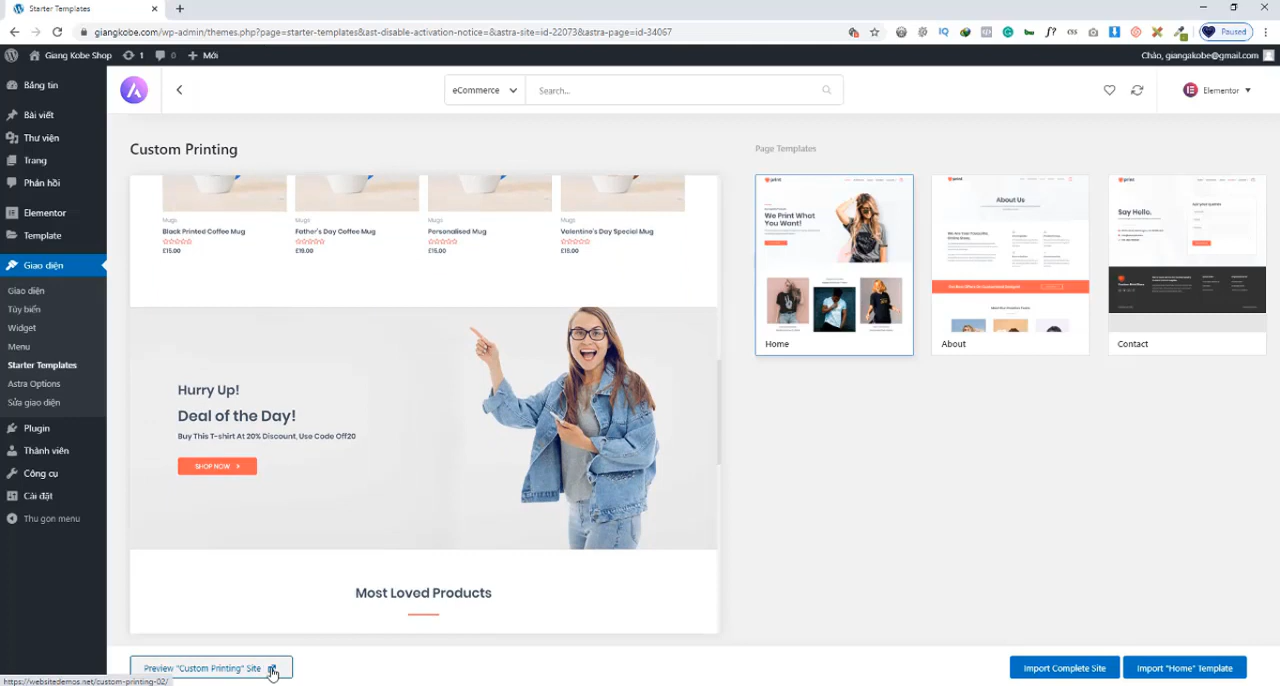 Starter Templates
giangkobe.com/wp-admin/themes.php?page=starter-templates&ast-disable-activation-notice=&astra-site=id-22073&astra-page=id-34067
Paused
Giang Kobe Shop
1
0
Mới
Chào, giangakobe@gmail.com
Bảng tin
Bài viết
Thư viện
Trang
Phản hồi
Elementor
Template
Giao diện
Giao diện
Tùy biến
Widget
Menu
Starter Templates
Astra Options
Sửa giao diện
Plugin
Thành viên
Công cụ
Cài đặt
Thu gọn menu
eCommerce
Search...
Elementor
Custom Printing
Mugs
Black Printed Coffee Mug
£15.00
Mugs
Father's Day Coffee Mug
£19.00
Mugs
Personalised Mug
£15.00
Mugs
Valentine's Day Special Mug
£18.00
Hurry Up!
Deal of the Day!
Buy This T-shirt At 20% Discount, Use Code Off20
SHOP NOW
Most Loved Products
Page Templates
print
We Print What
You Want!
Home
print
About Us
About
print
Say Hello.
Contact
Preview "Custom Printing" Site
Import Complete Site
Import "Home" Template
https://websitedemos.net/custom-printing-02/